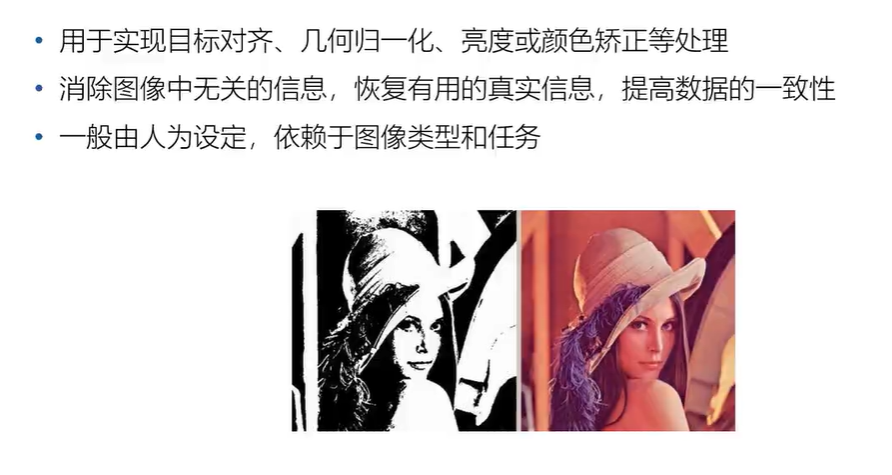 • 用于实现目标对齐、几何归一化、亮度或颜色矫正等处理
• 消除图像中无关的信息，恢复有用的真实信息，提高数据的一致性
• 一般由人为设定，依赖于图像类型和任务